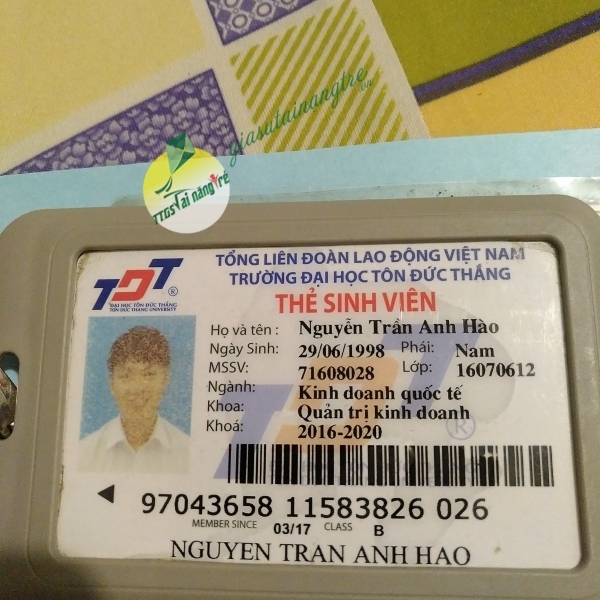 giasutainangtre.vn
TTGS Tài năng trẻ
TỔNG LIÊN ĐOÀN LAO ĐỘNG VIỆT NAM
TRƯỜNG ĐẠI HỌC TÔN ĐỨC THẮNG
THẺ SINH VIÊN
TDT ®
ĐẠI HỌC TÔN ĐỨC THẮNG
TON DUC THANG UNIVERSITY
Họ và tên : Nguyễn Trần Anh Hào
Ngày Sinh: 29/06/1998 Phái: Nam
MSSV: 71608028 Lớp: 16070612
Ngành: Kinh doanh quốc tế
Khoa: Quản trị kinh doanh
Khoá: 2016-2020
97043658 11583826 026
MEMBER SINCE 03/17 CLASS B
NGUYEN TRAN ANH HAO